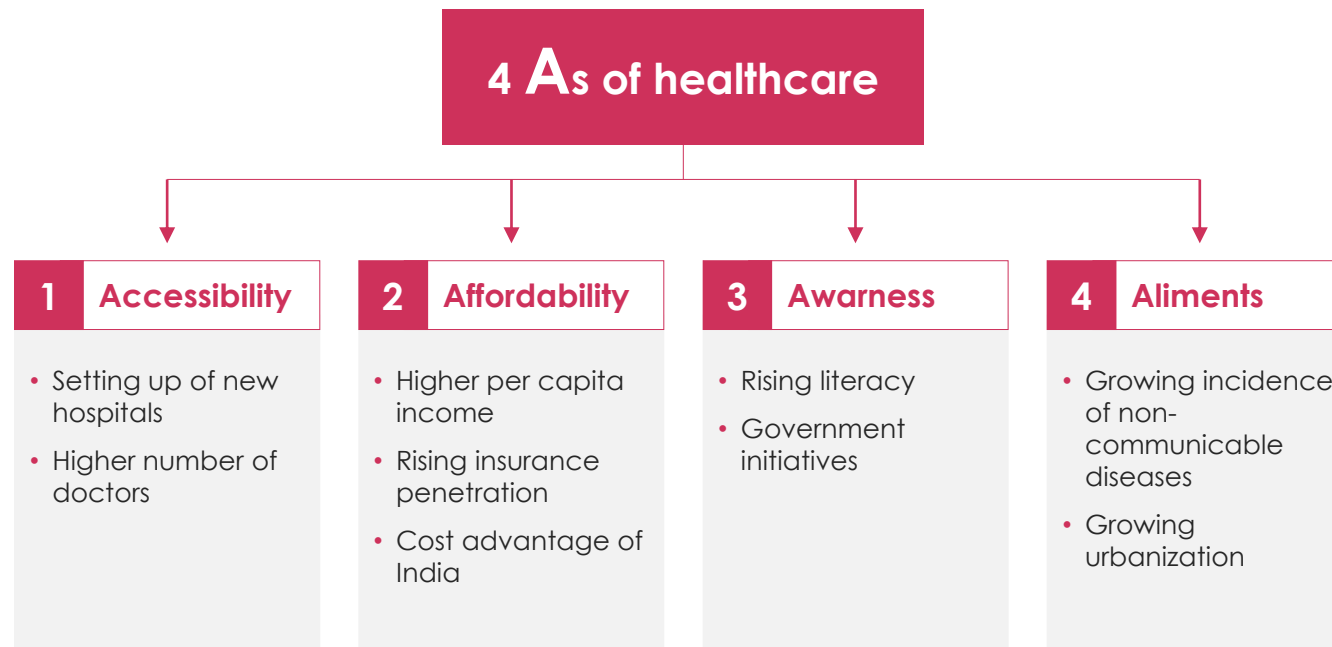 4 As of healthcare
1 Accessibility
• Setting up of new
hospitals
• Higher number of
doctors
2 Affordability
• Higher per capita
income
• Rising insurance
penetration
• Cost advantage of
India
3 Awarness
• Rising literacy
• Government
initiatives
4 Aliments
• Growing incidence
of non-
communicable
diseases
• Growing
urbanization